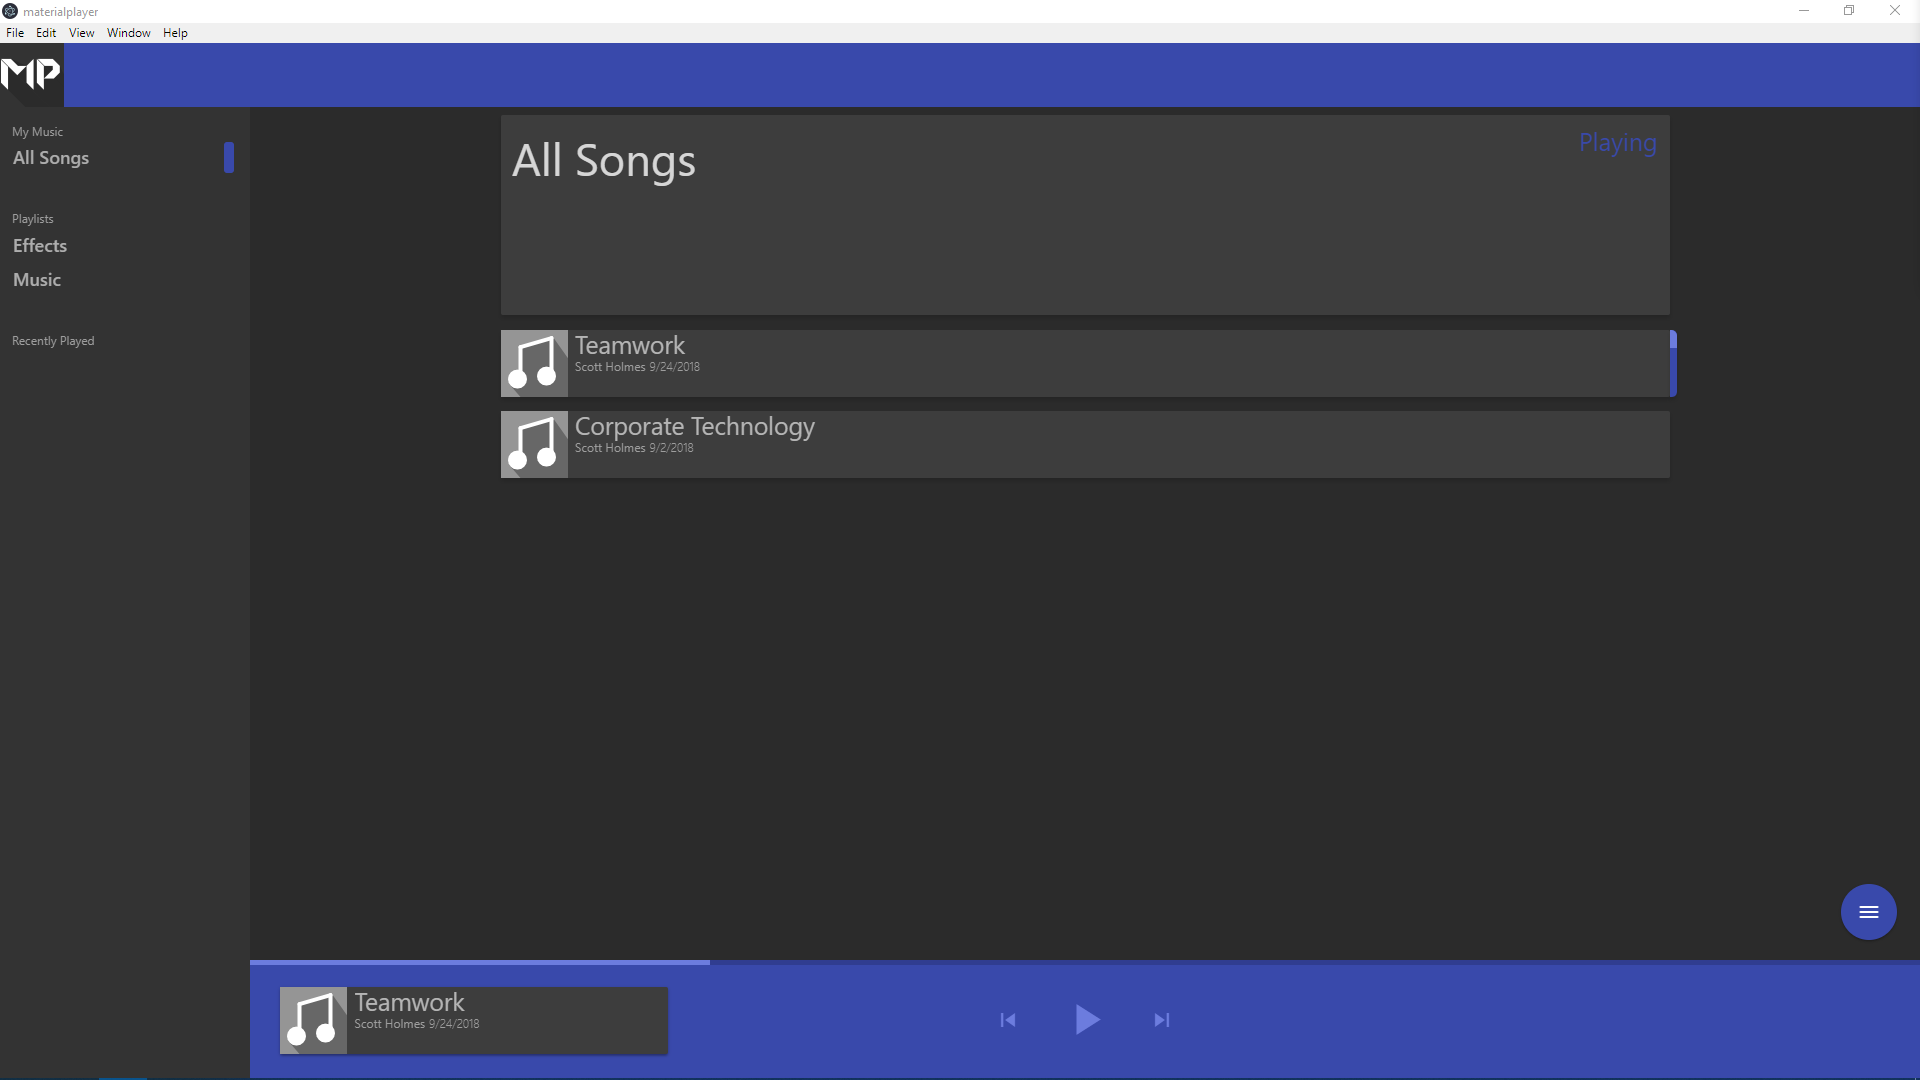 materialplayer
File Edit View Window Help
MP
My Music
All Songs
Playlists
Effects
Music
Recently Played
All Songs
Playing
Teamwork
Scott Holmes 9/24/2018
Corporate Technology
Scott Holmes 9/2/2018
Teamwork
Scott Holmes 9/24/2018